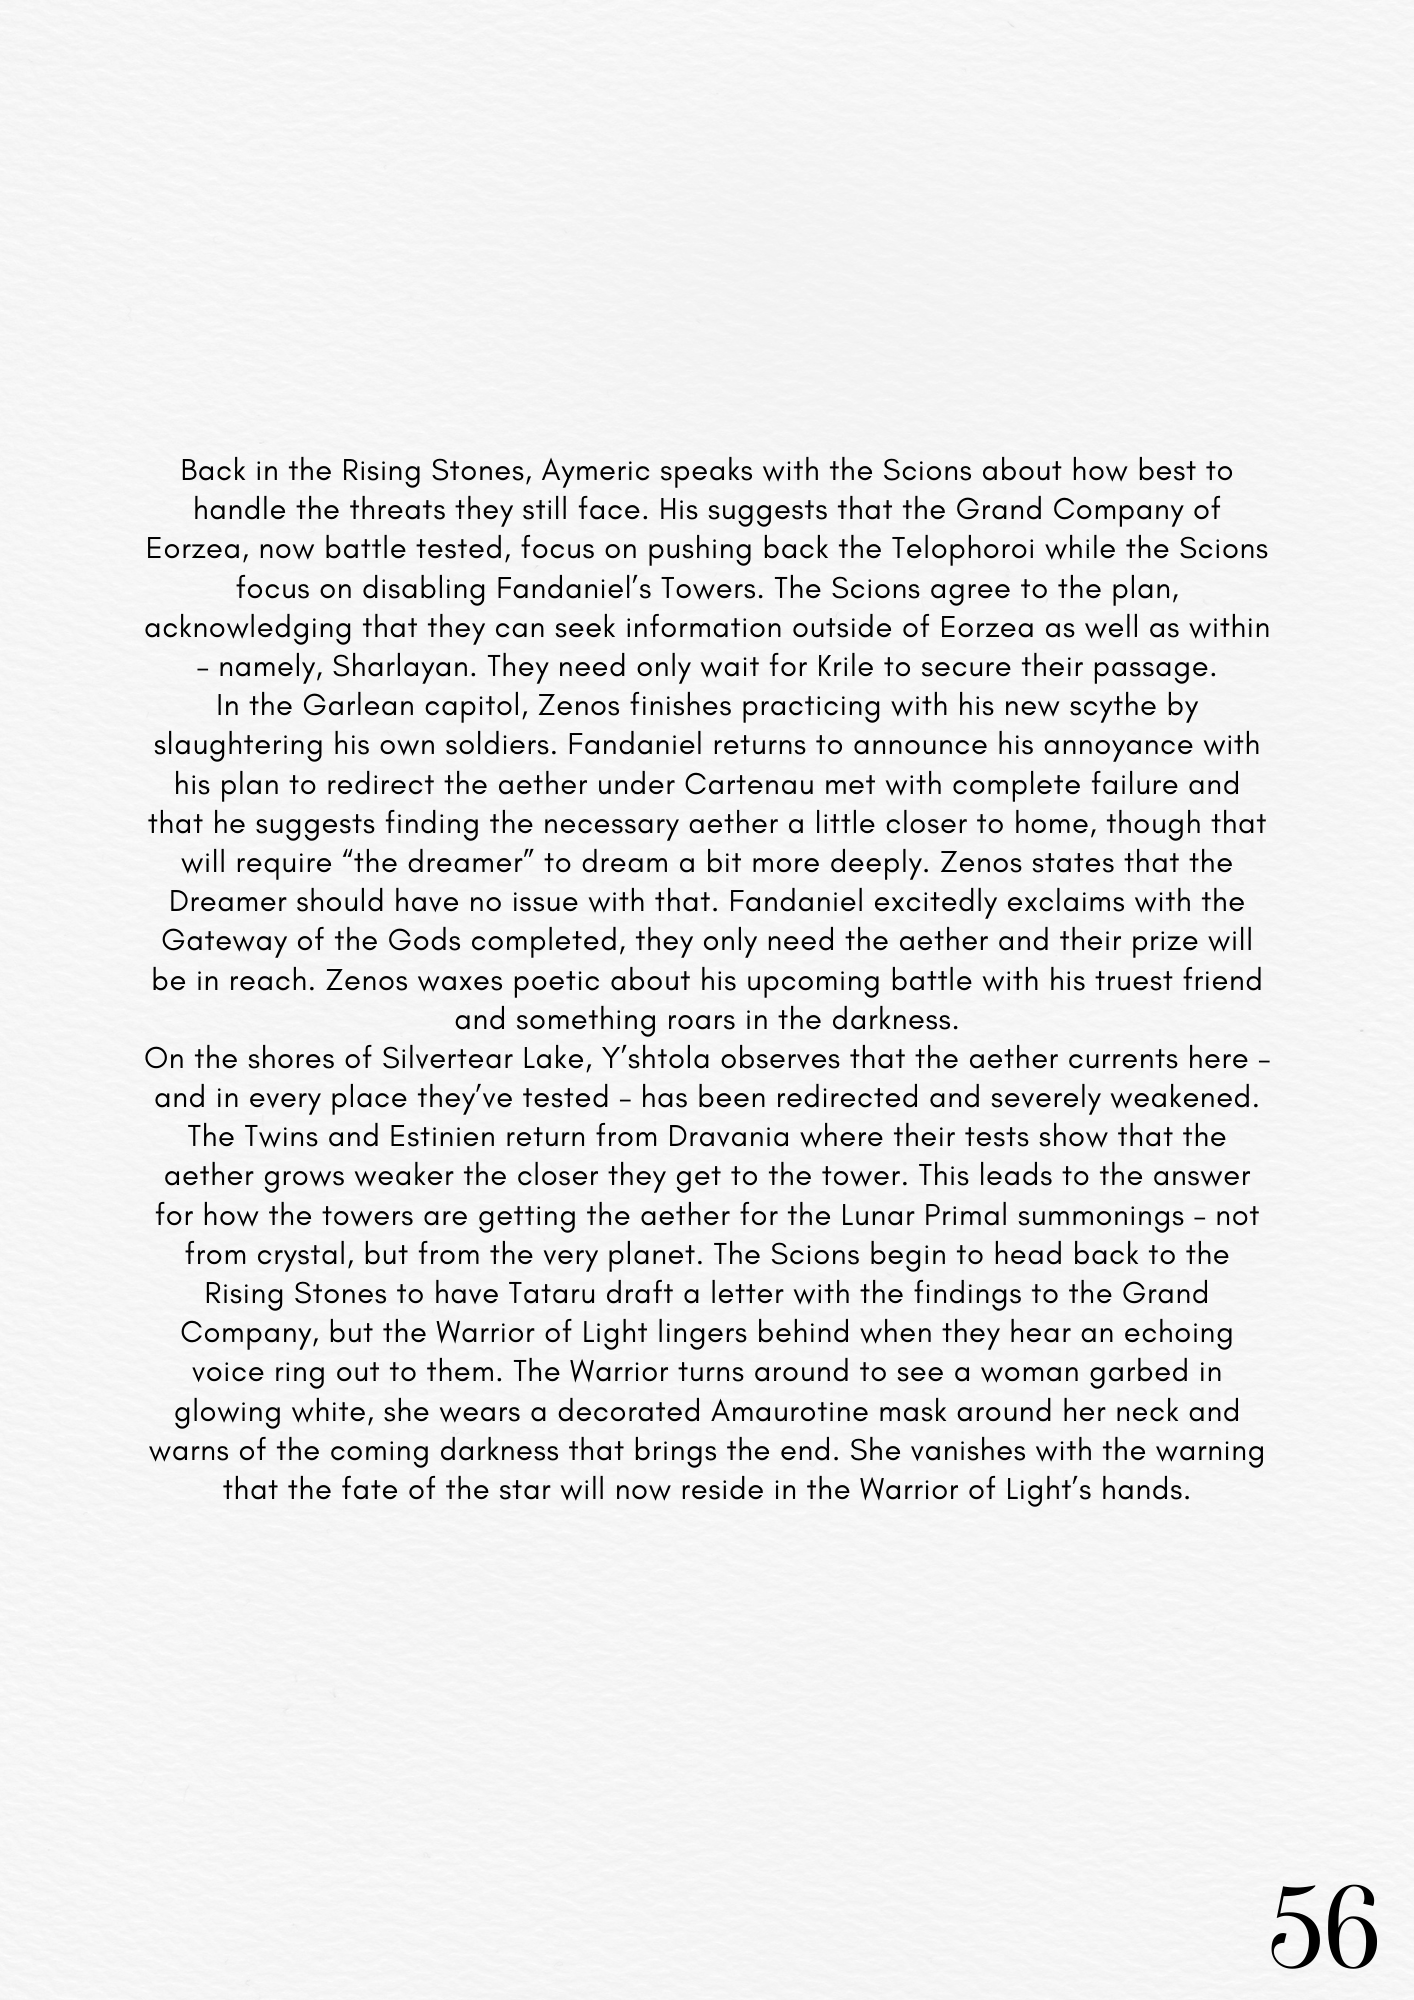 Back in the Rising Stones, Aymeric speaks with the Scions about how best to
handle the threats they still face. His suggests that the Grand Company of
Eorzea, now battle tested, focus on pushing back the Telophoroi while the Scions
focus on disabling Fandaniel’s Towers. The Scions agree to the plan,
acknowledging that they can seek information outside of Eorzea as well as within
– namely, Sharlayan. They need only wait for Krile to secure their passage.
In the Garlean capitol, Zenos finishes practicing with his new scythe by
slaughtering his own soldiers. Fandaniel returns to announce his annoyance with
his plan to redirect the aether under Cartenau met with complete failure and
that he suggests finding the necessary aether a little closer to home, though that
will require “the dreamer” to dream a bit more deeply. Zenos states that the
Dreamer should have no issue with that. Fandaniel excitedly exclaims with the
Gateway of the Gods completed, they only need the aether and their prize will
be in reach. Zenos waxes poetic about his upcoming battle with his truest friend
and something roars in the darkness.
On the shores of Silvertear Lake, Y’shtola observes that the aether currents here –
and in every place they’ve tested – has been redirected and severely weakened.
The Twins and Estinien return from Dravania where their tests show that the
aether grows weaker the closer they get to the tower. This leads to the answer
for how the towers are getting the aether for the Lunar Primal summonings – not
from crystal, but from the very planet. The Scions begin to head back to the
Rising Stones to have Tataru draft a letter with the findings to the Grand
Company, but the Warrior of Light lingers behind when they hear an echoing
voice ring out to them. The Warrior turns around to see a woman garbed in
glowing white, she wears a decorated Amaurotine mask around her neck and
warns of the coming darkness that brings the end. She vanishes with the warning
that the fate of the star will now reside in the Warrior of Light’s hands.
56